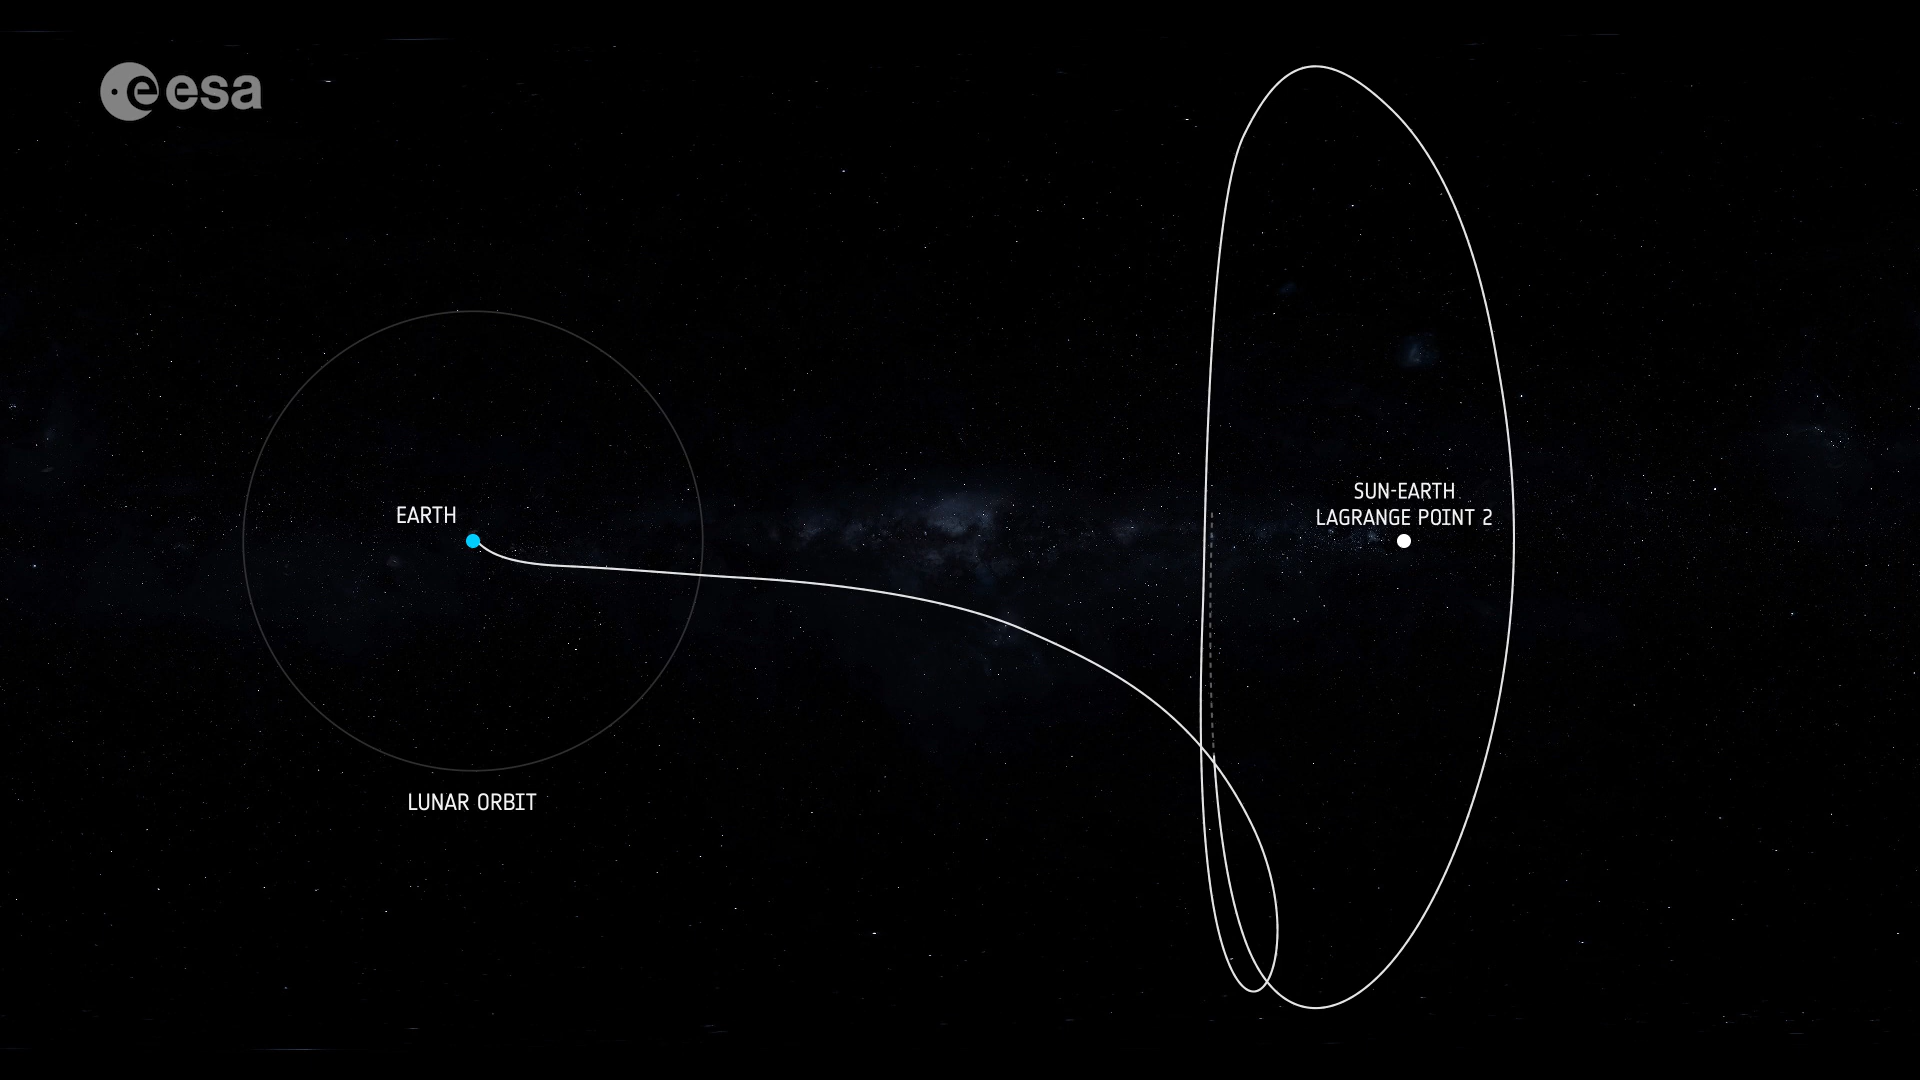 esa
EARTH
SUN-EARTH
LAGRANGE POINT 2
LUNAR ORBIT